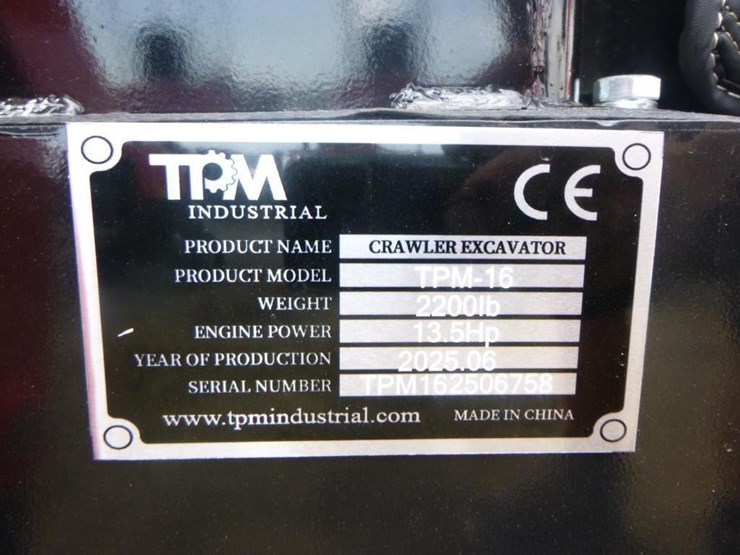 TPM
INDUSTRIAL
CE
PRODUCT NAME CRAWLER EXCAVATOR
PRODUCT MODEL TPM-16
WEIGHT 2200lb
ENGINE POWER 13.5Hp
YEAR OF PRODUCTION 2025.06
SERIAL NUMBER TPM162506758
www.tpmindustrial.com MADE IN CHINA